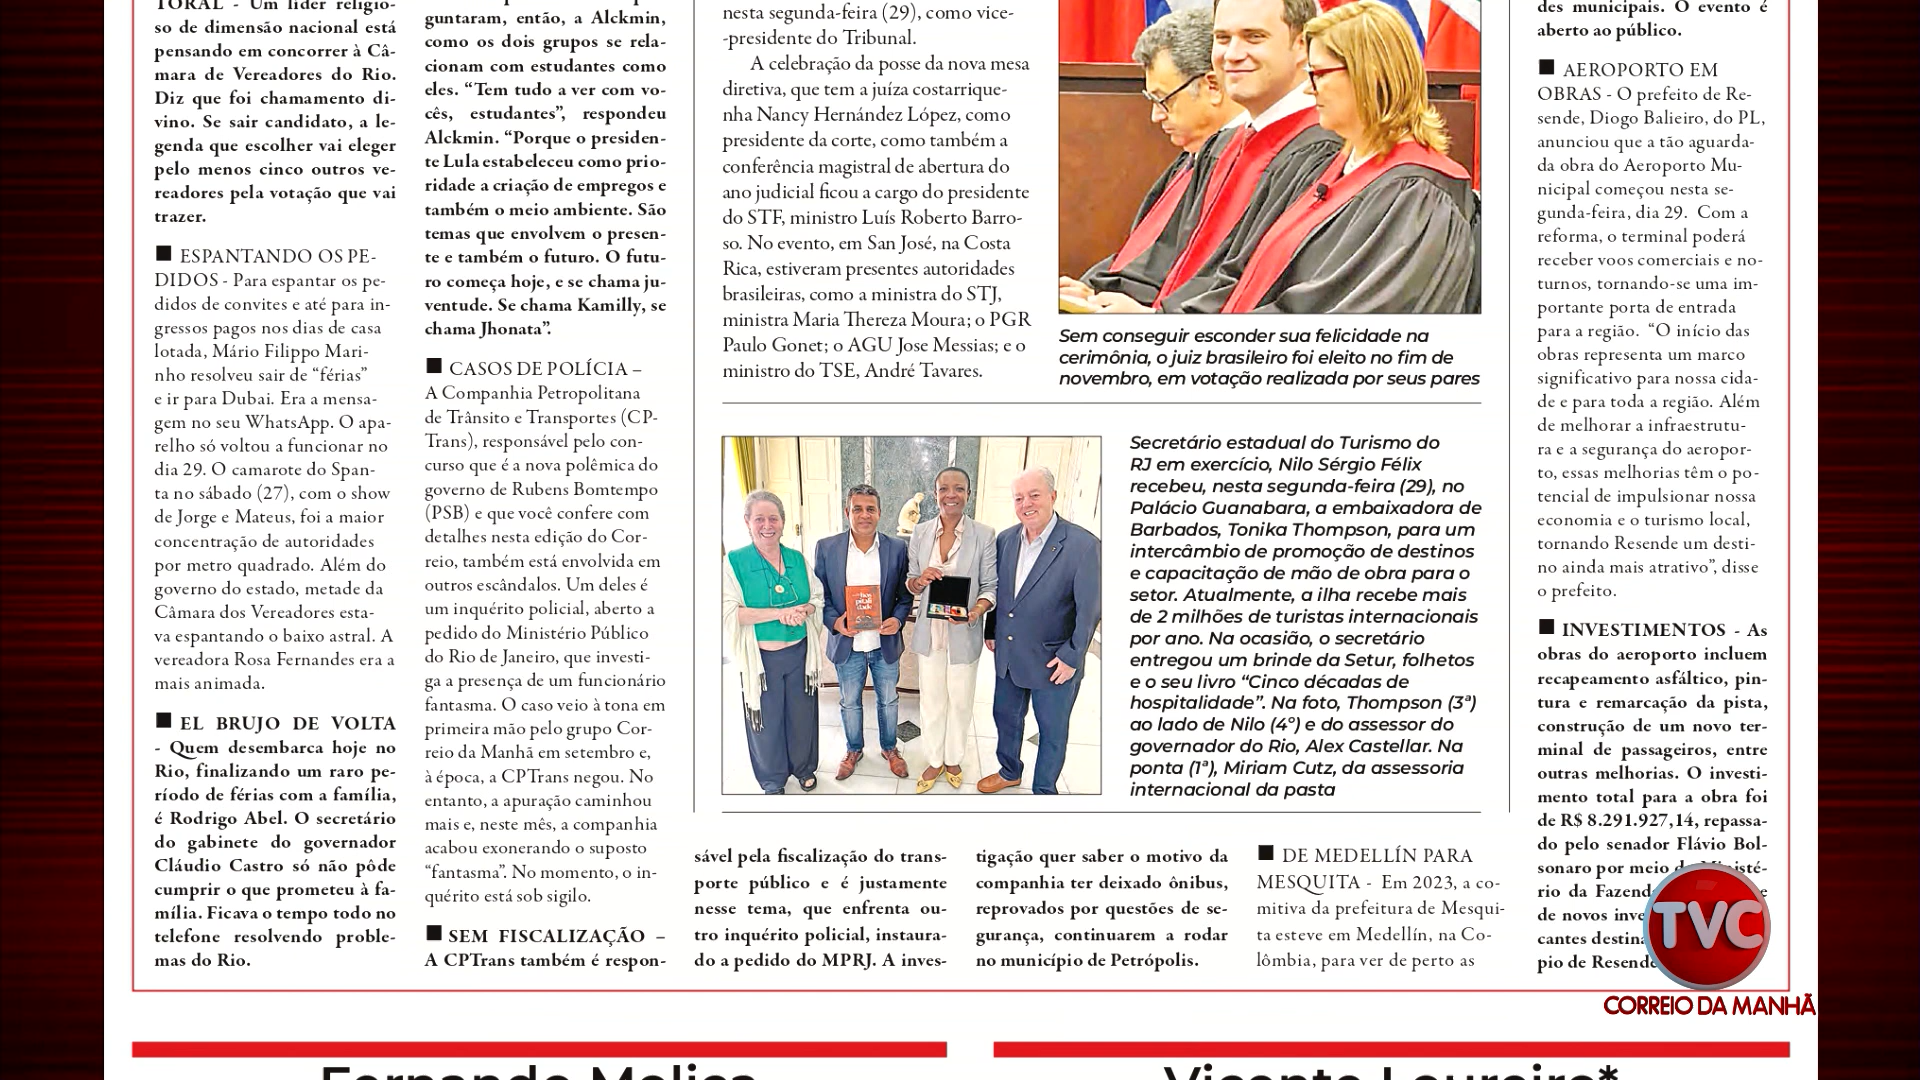 TORAL - Um líder religio-
so de dimensão nacional está
pensando em concorrer à Câ-
mara de Vereadores do Rio.
Diz que foi chamamento di-
vino. Se sair candidato, a le-
genda que escolher vai eleger
pelo menos cinco outros ve-
readores pela votação que vai
trazer.
■ ESPANTANDO OS PE-
DIDOS - Para espantar os pe-
didos de convites e até para in-
gressos pagos nos dias de casa
lotada, Mário Filippo Mari-
nho resolveu sair de “férias”
e ir para Dubai. Era a mensa-
gem no seu WhatsApp. O apa-
relho só voltou a funcionar no
dia 29. O camarote do Span-
ta no sábado (27), com o show
de Jorge e Mateus, foi a maior
concentração de autoridades
por metro quadrado. Além do
governo do estado, metade da
Câmara dos Vereadores esta-
va espantando o baixo astral. A
vereadora Rosa Fernandes era a
mais animada.
■ EL BRUJO DE VOLTA
- Quem desembarca hoje no
Rio, finalizando um raro pe-
ríodo de férias com a família,
é Rodrigo Abel. O secretário
do gabinete do governador
Cláudio Castro só não pôde
cumprir o que prometeu à fa-
mília. Ficava o tempo todo no
telefone resolvendo proble-
mas do Rio.
guntaram, então, a Alckmin,
como os dois grupos se rela-
cionam com estudantes como
eles. “Tem tudo a ver com vo-
cês, estudantes”, respondeu
Alckmin. “Porque o presiden-
te Lula estabeleceu como prio-
ridade a criação de empregos e
também o meio ambiente. São
temas que envolvem o presen-
te e também o futuro. O futu-
ro começa hoje, e se chama ju-
ventude. Se chama Kamilly, se
chama Jhonata”.
■ CASOS DE POLÍCIA –
A Companhia Petropolitana
de Trânsito e Transportes (CP-
Trans), responsável pelo con-
curso que é a nova polêmica do
governo de Rubens Bomtempo
(PSB) e que você confere com
detalhes nesta edição do Cor-
reio, também está envolvida em
outros escândalos. Um deles é
um inquérito policial, aberto a
pedido do Ministério Público
do Rio de Janeiro, que investi-
ga a presença de um funcionário
fantasma. O caso veio à tona em
primeira mão pelo grupo Cor-
reio da Manhã em setembro e,
à época, a CPTrans negou. No
entanto, a apuração caminhou
mais e, neste mês, a companhia
acabou exonerando o suposto
“fantasma”. No momento, o in-
quérito está sob sigilo.
■ SEM FISCALIZAÇÃO –
A CPTrans também é respon-
nesta segunda-feira (29), como vice-
-presidente do Tribunal.
A celebração da posse da nova mesa
diretiva, que tem a juíza costarrique-
nha Nancy Hernández López, como
presidente da corte, como também a
conferência magistral de abertura do
ano judicial ficou a cargo do presidente
do STF, ministro Luís Roberto Barro-
so. No evento, em San José, na Costa
Rica, estiveram presentes autoridades
brasileiras, como a ministra do STJ,
ministra Maria Thereza Moura; o PGR
Paulo Gonet; o AGU Jose Messias; e o
ministro do TSE, André Tavares.
Sem conseguir esconder sua felicidade na
cerimônia, o juiz brasileiro foi eleito no fim de
novembro, em votação realizada por seus pares
Secretário estadual do Turismo do
RJ em exercício, Nilo Sérgio Félix
recebeu, nesta segunda-feira (29), no
Palácio Guanabara, a embaixadora de
Barbados, Tonika Thompson, para um
intercâmbio de promoção de destinos
e capacitação de mão de obra para o
setor. Atualmente, a ilha recebe mais
de 2 milhões de turistas internacionais
por ano. Na ocasião, o secretário
entregou um brinde da Setur, folhetos
e o seu livro “Cinco décadas de
hospitalidade”. Na foto, Thompson (3ª)
ao lado de Nilo (4º) e do assessor do
governador do Rio, Alex Castellar. Na
ponta (1ª), Miriam Cutz, da assessoria
internacional da pasta
sável pela fiscalização do trans-
porte público e é justamente
nesse tema, que enfrenta ou-
tro inquérito policial, instaura-
do a pedido do MPRJ. A inves-
tigação quer saber o motivo da
companhia ter deixado ônibus,
reprovados por questões de se-
gurança, continuarem a rodar
no município de Petrópolis.
■ DE MEDELLÍN PARA
MESQUITA - Em 2023, a co-
mitiva da prefeitura de Mesqui-
ta esteve em Medellín, na Co-
lômbia, para ver de perto as
des municipais. O evento é
aberto ao público.
■ AEROPORTO EM
OBRAS - O prefeito de Re-
sende, Diogo Balieiro, do PL,
anunciou que a tão aguarda-
da obra do Aeroporto Mu-
nicipal começou nesta se-
gunda-feira, dia 29. Com a
reforma, o terminal poderá
receber voos comerciais e no-
turnos, tornando-se uma im-
portante porta de entrada
para a região. “O início das
obras representa um marco
significativo para nossa cida-
de e para toda a região. Além
de melhorar a infraestrutu-
ra e a segurança do aeropor-
to, essas melhorias têm o po-
tencial de impulsionar nossa
economia e o turismo local,
tornando Resende um desti-
no ainda mais atrativo”, disse
o prefeito.
■ INVESTIMENTOS - As
obras do aeroporto incluem
recapeamento asfáltico, pin-
tura e remarcação da pista,
construção de um novo ter-
minal de passageiros, entre
outras melhorias. O investi-
mento total para a obra foi
de R$ 8.291.927,14, repassa-
do pelo senador Flávio Bol-
sonaro por meio do Ministé-
rio da Fazend
de novos inve
cantes destina
pio de Resende
TVC
CORREIO DA MANHÃ
Fernando Molica
Vicente Loureiro*